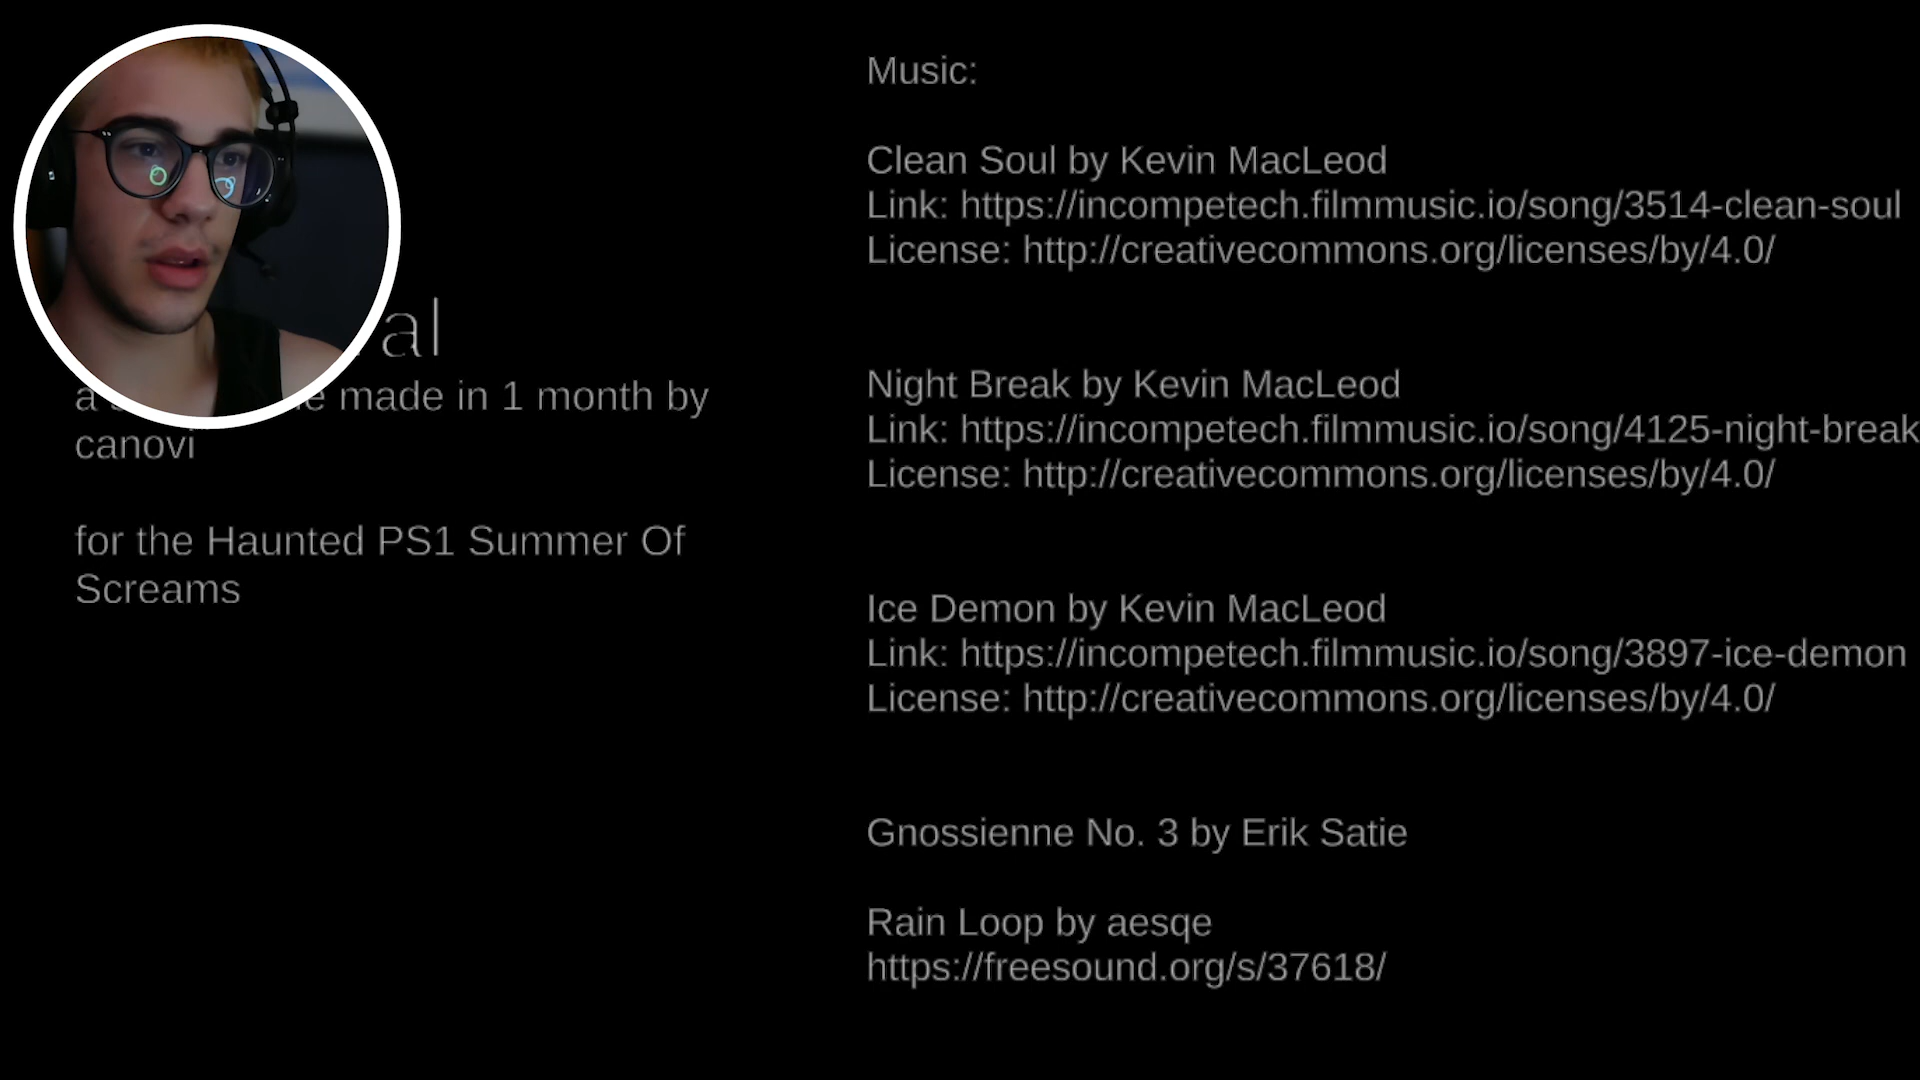 al
a made in 1 month by
canovi
for the Haunted PS1 Summer Of
Screams
Music:
Clean Soul by Kevin MacLeod
Link: https://incompetech.filmmusic.io/song/3514-clean-soul
License: http://creativecommons.org/licenses/by/4.0/
Night Break by Kevin MacLeod
Link: https://incompetech.filmmusic.io/song/4125-night-break
License: http://creativecommons.org/licenses/by/4.0/
Ice Demon by Kevin MacLeod
Link: https://incompetech.filmmusic.io/song/3897-ice-demon
License: http://creativecommons.org/licenses/by/4.0/
Gnossienne No. 3 by Erik Satie
Rain Loop by aesqe
https://freesound.org/s/37618/